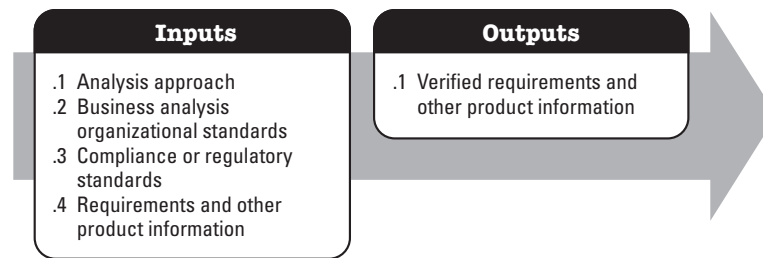 Inputs
.1 Analysis approach
.2 Business analysis
organizational standards
.3 Compliance or regulatory
standards
.4 Requirements and other
product information
Outputs
.1 Verified requirements and
other product information